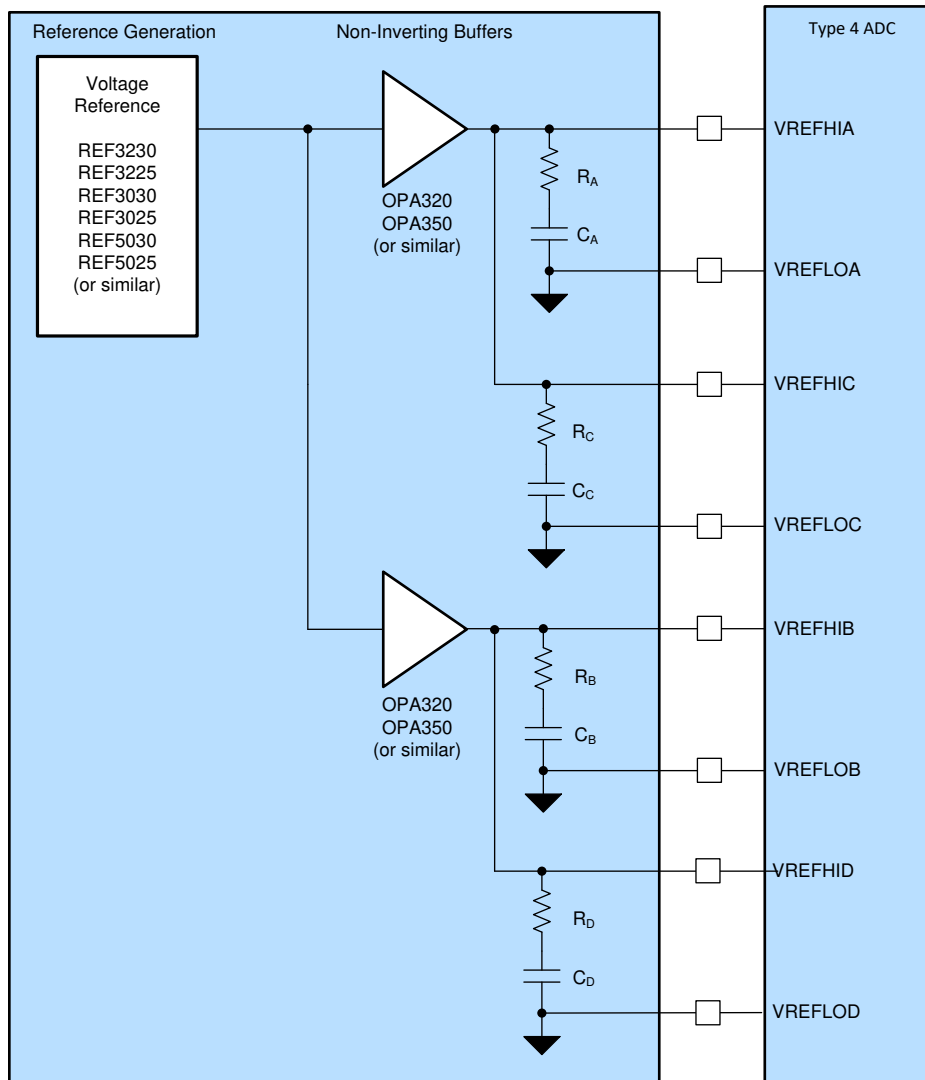 Reference Generation
Non-Inverting Buffers
Type 4 ADC
Voltage
Reference
REF3230
REF3225
REF3030
REF3025
REF5030
REF5025
(or similar)
OPA320
OPA350
(or similar)
R_A
C_A
VREFHIA
VREFLOA
R_C
C_C
VREFHIC
VREFLOC
OPA320
OPA350
(or similar)
R_B
C_B
VREFHIB
VREFLOB
R_D
C_D
VREFHID
VREFLOD